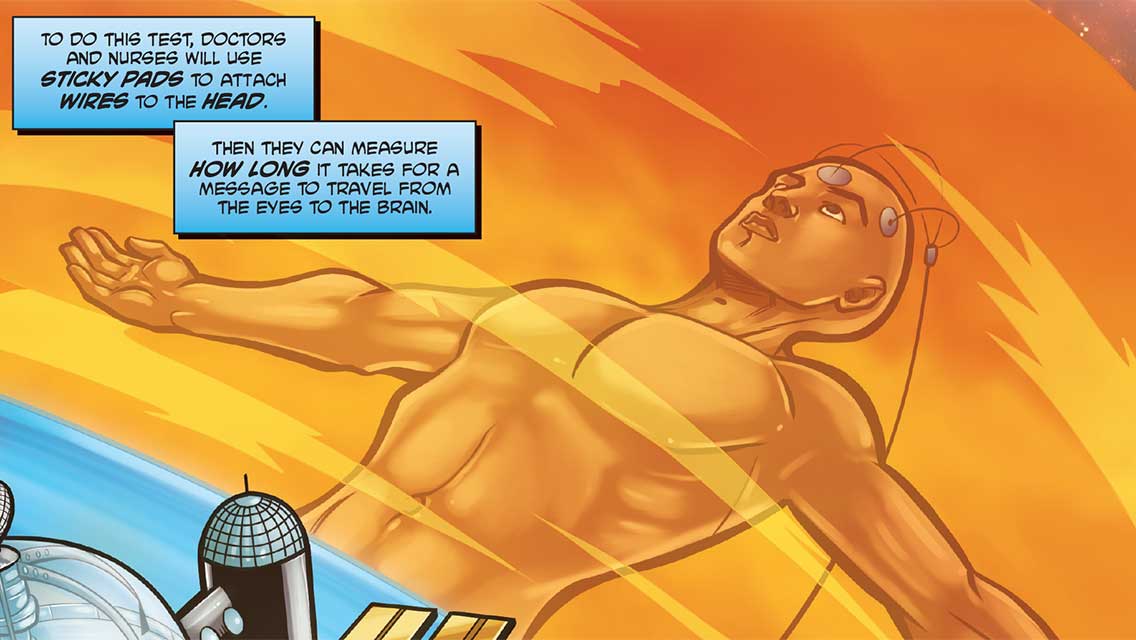 TO DO THIS TEST, DOCTORS
AND NURSES WILL USE
STICKY PADS TO ATTACH
WIRES TO THE HEAD.
THEN THEY CAN MEASURE
HOW LONG IT TAKES FOR A
MESSAGE TO TRAVEL FROM
THE EYES TO THE BRAIN.